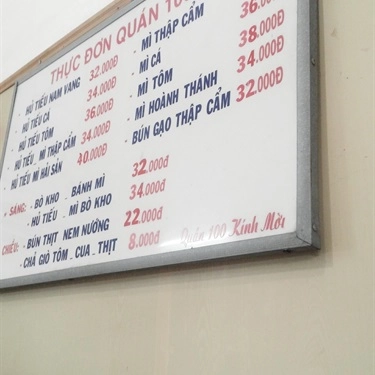 THỰC ĐƠN QUÁN 10
- HỦ TIẾU NAM VANG 32.000Đ
- HỦ TIẾU CÁ 34.000Đ
- HỦ TIẾU TÔM 36.000Đ
- HỦ TIẾU, MÌ THẬP CẨM 34.000Đ
- HỦ TIẾU MÌ HẢI SẢN 40.000Đ
- MÌ THẬP CẨM 36.000Đ
- MÌ CÁ 38.000Đ
- MÌ TÔM 34.000Đ
- MÌ HOÀNH THÁNH 32.000Đ
- BÚN GẠO THẬP CẨM
SÁNG: - BÒ KHO - BÁNH MÌ 32.000đ
- HỦ TIẾU - MÌ BÒ KHO 34.000đ
CHIỀU: - BÚN THỊT NEM NƯỚNG 22.000đ
- CHẢ GIÒ TÔM _ CUA _ THỊT 8.000đ
Quán 100 Kính Mời